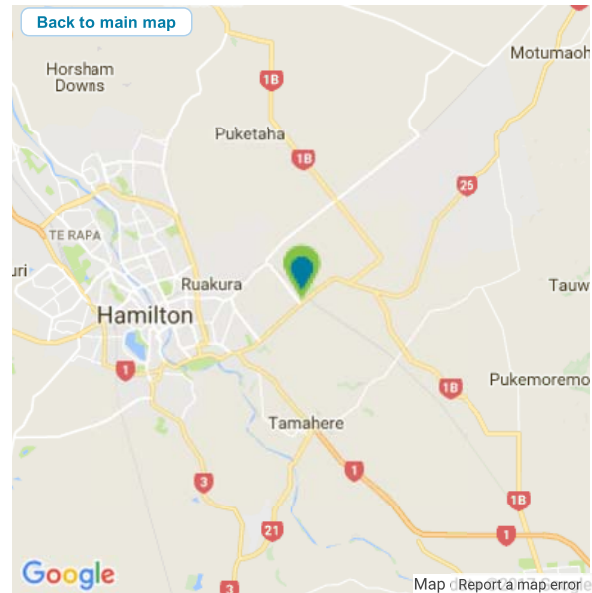 Back to main map
Motumaoh
Horsham
Downs
1B
Puketaha
1B
26
TE RAPA
uri
Ruakura
Tauw
Hamilton
1
Pukemoremo
1B
Tamahere
1
3
1B
21
1
3
Google
Map
Report a map error